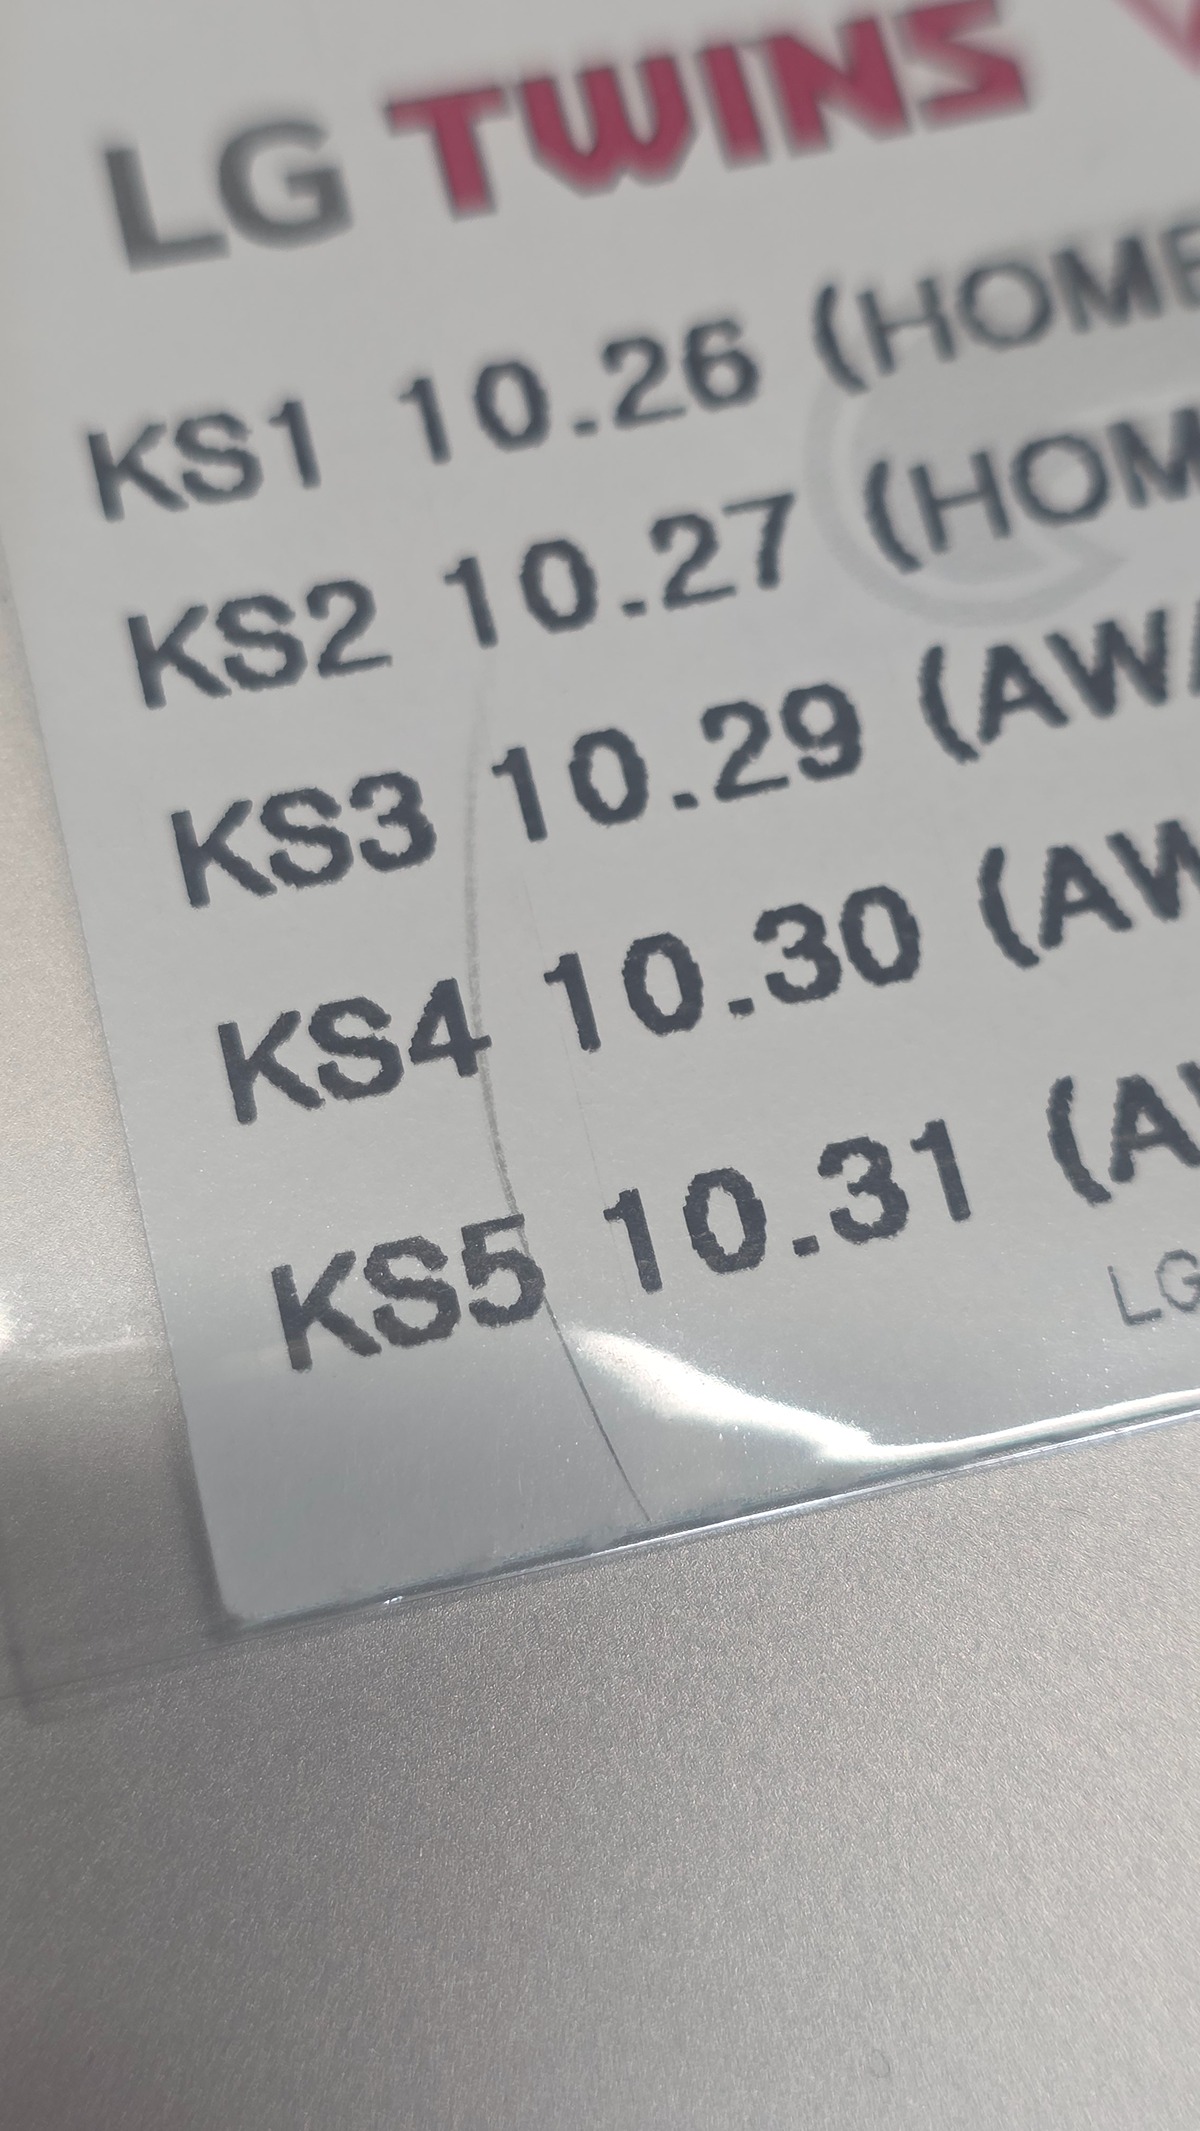 LG TWINS V
KS1 10.26 (HOME
KS2 10.27 (HOM
KS3 10.29 (AWA
KS4 10.30 (AW
KS5 10.31 (AW
LG